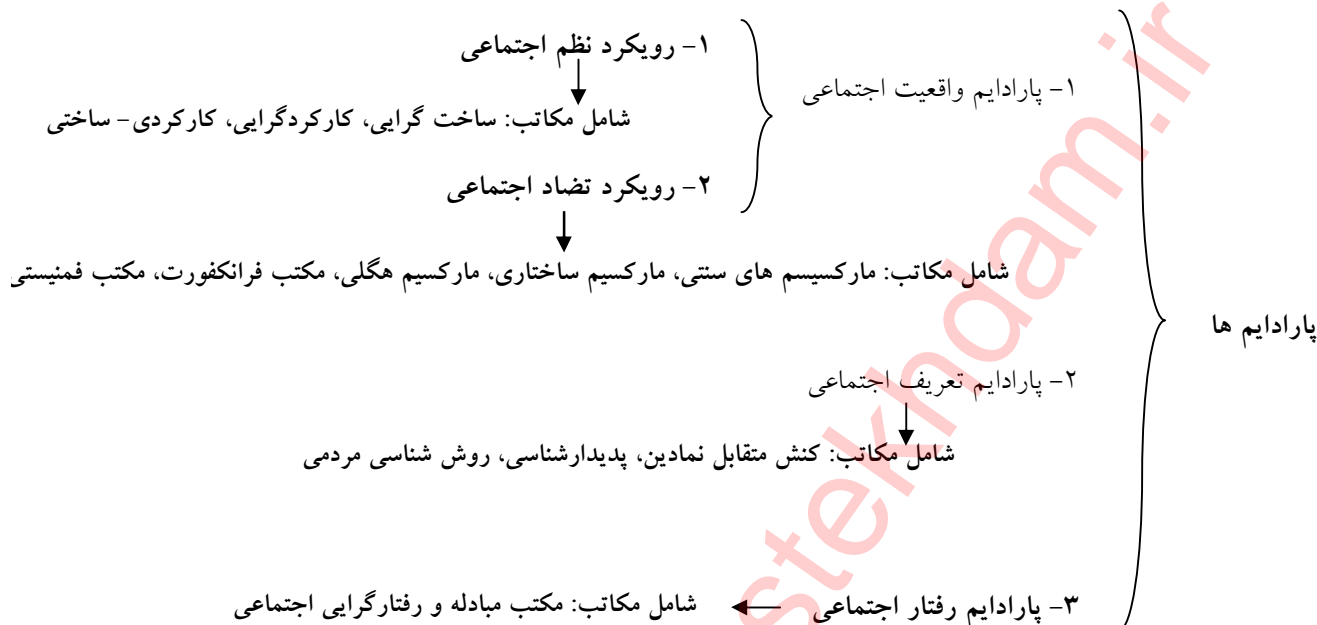 ۱- رویکرد نظم اجتماعی
۱- پارادایم واقعیت اجتماعی
شامل مکاتب: ساخت گرایی، کارکردگرایی، کارکردی- ساختی
۲- رویکرد تضاد اجتماعی
شامل مکاتب: مارکسیسم های سنتی، مارکسیم ساختاری، مارکسیم هگلی، مکتب فرانکفورت، مکتب فمنیستی
پارادایم ها
۲- پارادایم تعریف اجتماعی
شامل مکاتب: کنش متقابل نمادین، پدیدارشناسی، روش شناسی مردمی
۳- پارادایم رفتار اجتماعی
شامل مکاتب: مکتب مبادله و رفتارگرایی اجتماعی
stekhdam.ir